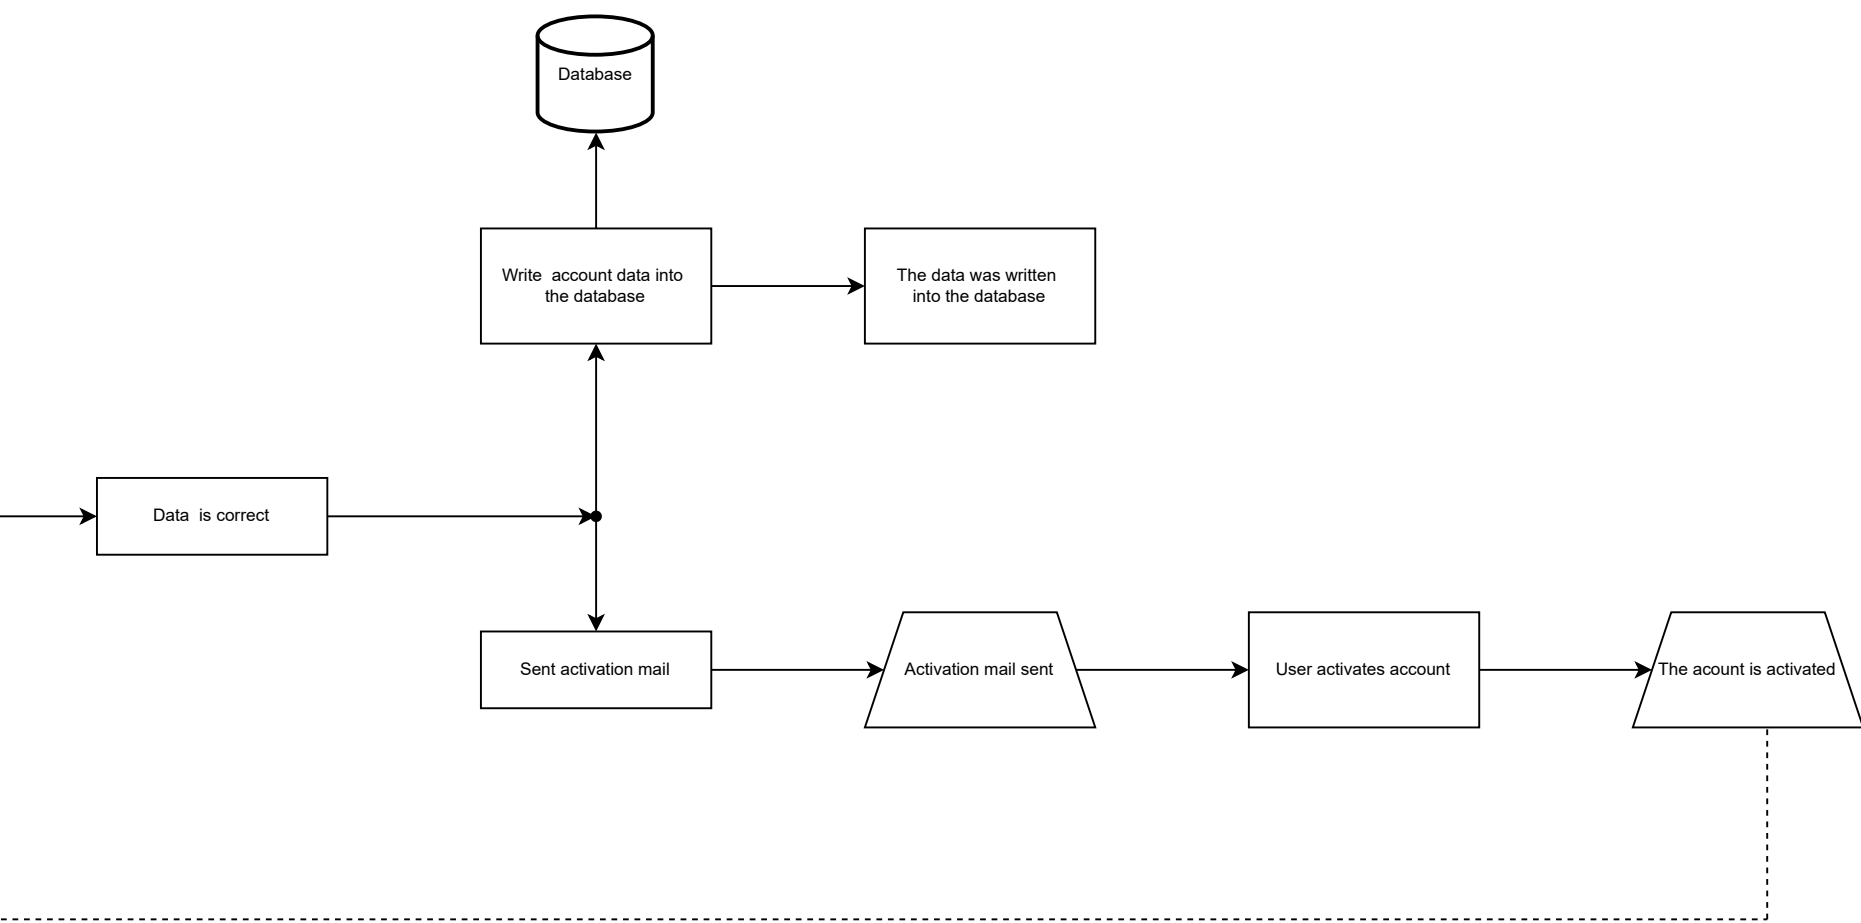 Database
Write  account data into
the database
The data was written
into the database
Data  is correct
Sent activation mail
Activation mail sent
User activates account
The acount is activated